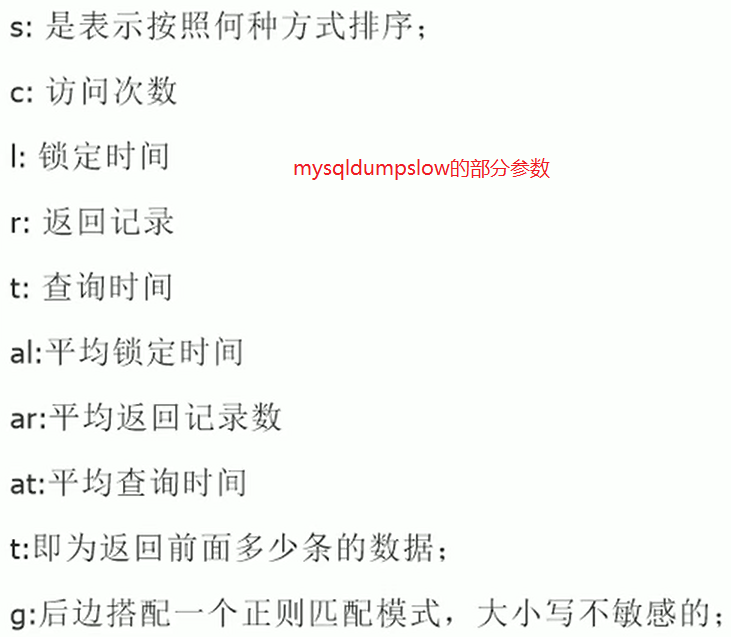 s: 是表示按照何种方式排序；
c: 访问次数
l: 锁定时间
mysqldumpslow的部分参数
r: 返回记录
t: 查询时间
al:平均锁定时间
ar:平均返回记录数
at:平均查询时间
t:即为返回前面多少条的数据；
g:后边搭配一个正则匹配模式，大小写不敏感的；